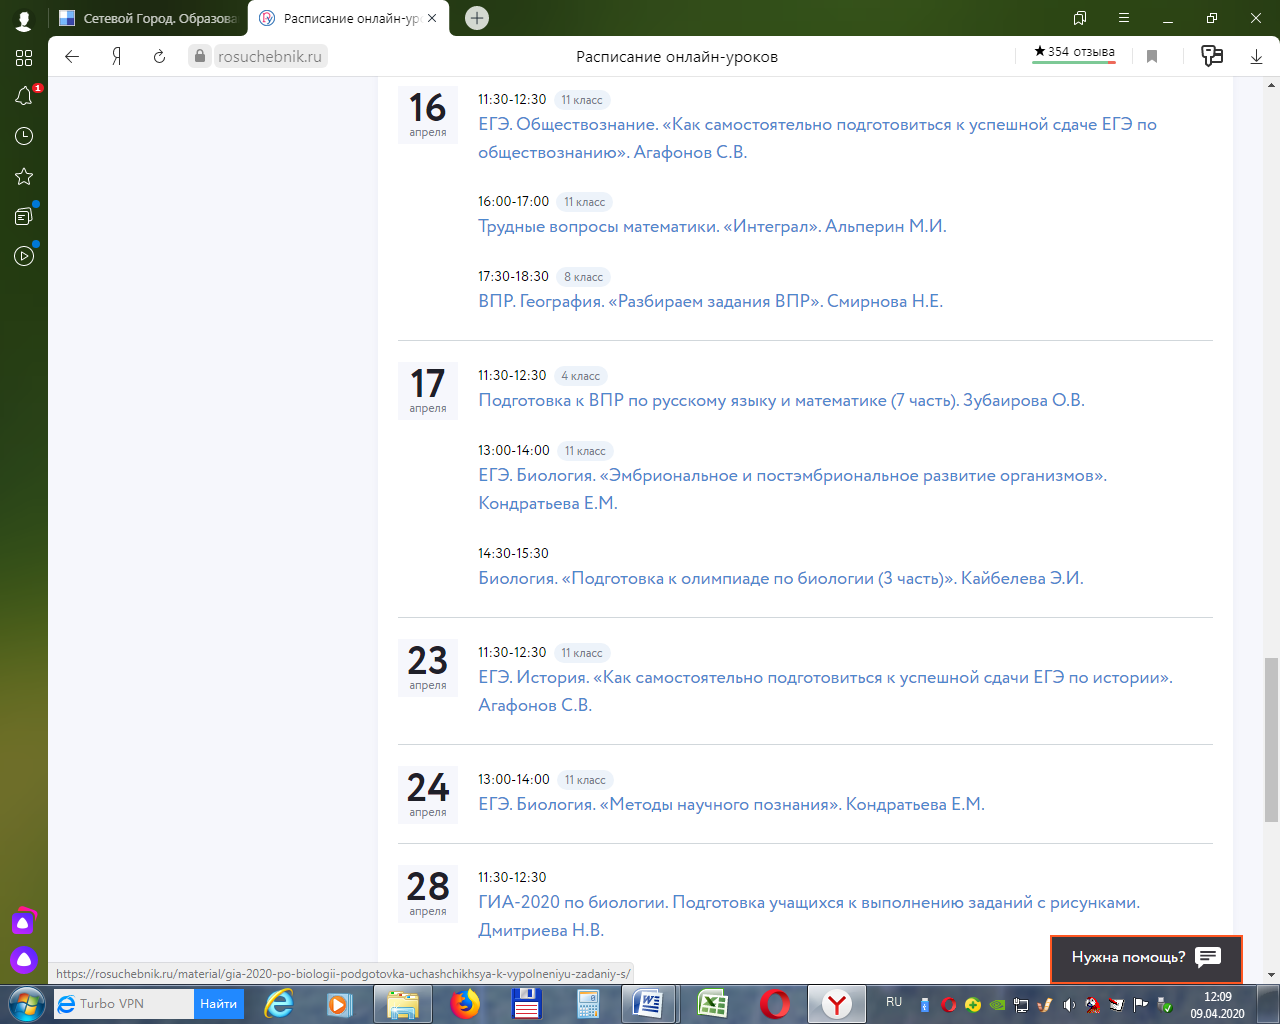 Сетевой Город. Образова
Расписание онлайн-ур
rosuchebnik.ru
Расписание онлайн-уроков
★354 отзыва
1
16
апреля
11:30-12:30 11 класс
ЕГЭ. Обществознание. «Как самостоятельно подготовиться к успешной сдаче ЕГЭ по
обществознанию». Агафонов С.В.
16:00-17:00 11 класс
Трудные вопросы математики. «Интеграл». Альперин М.И.
17:30-18:30 8 класс
ВПР. География. «Разбираем задания ВПР». Смирнова Н.Е.
17
апреля
11:30-12:30 4 класс
Подготовка к ВПР по русскому языку и математике (7 часть). Зубаирова О.В.
13:00-14:00 11 класс
ЕГЭ. Биология. «Эмбриональное и постэмбриональное развитие организмов».
Кондратьева Е.М.
14:30-15:30
Биология. «Подготовка к олимпиаде по биологии (3 часть)». Кайбелева Э.И.
23
апреля
11:30-12:30 11 класс
ЕГЭ. История. «Как самостоятельно подготовиться к успешной сдачи ЕГЭ по истории».
Агафонов С.В.
24
апреля
13:00-14:00 11 класс
ЕГЭ. Биология. «Методы научного познания». Кондратьева Е.М.
28
апреля
11:30-12:30
ГИА-2020 по биологии. Подготовка учащихся к выполнению заданий с рисунками.
Дмитриева Н.В.
Нужна помощь?
https://rosuchebnik.ru/material/gia-2020-po-biologii-podgotovka-uchashchikhsya-k-vypolneniyu-zadaniy-s/
Turbo VPN
Найти
RU
12:09
09.04.2020